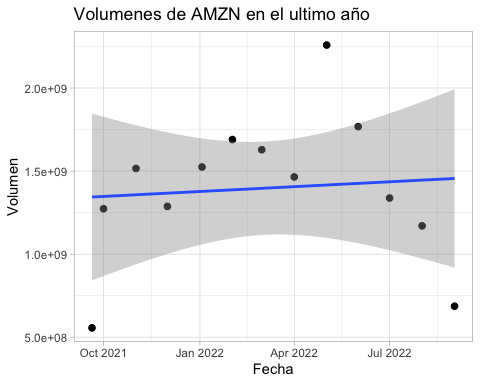 Volumenes de AMZN en el ultimo año
Volumen
2.0e+09
1.5e+09
1.0e+09
5.0e+08
Oct 2021 Jan 2022 Apr 2022 Jul 2022
Fecha